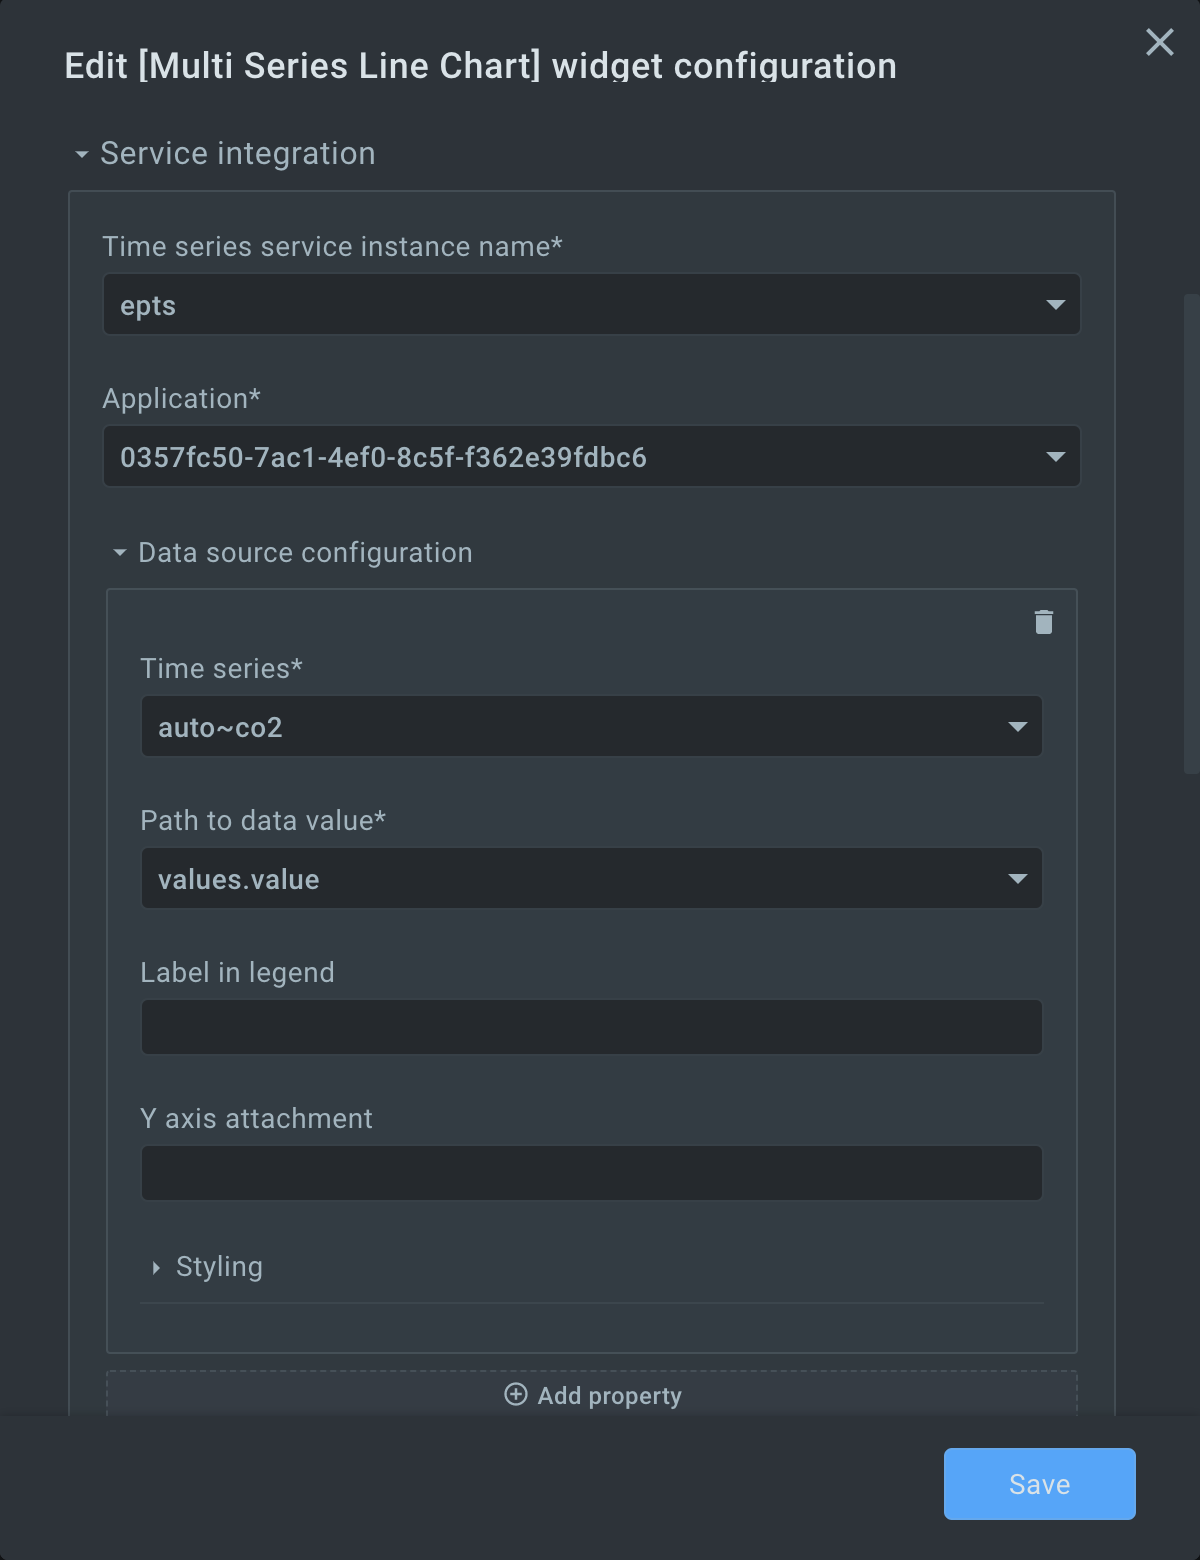 Edit [Multi Series Line Chart] widget configuration
Service integration
Time series service instance name*
epts
Application*
0357fc50-7ac1-4ef0-8c5f-f362e39fdbc6
Data source configuration
Time series*
auto~co2
Path to data value*
values.value
Label in legend
Y axis attachment
Styling
Add property
Save